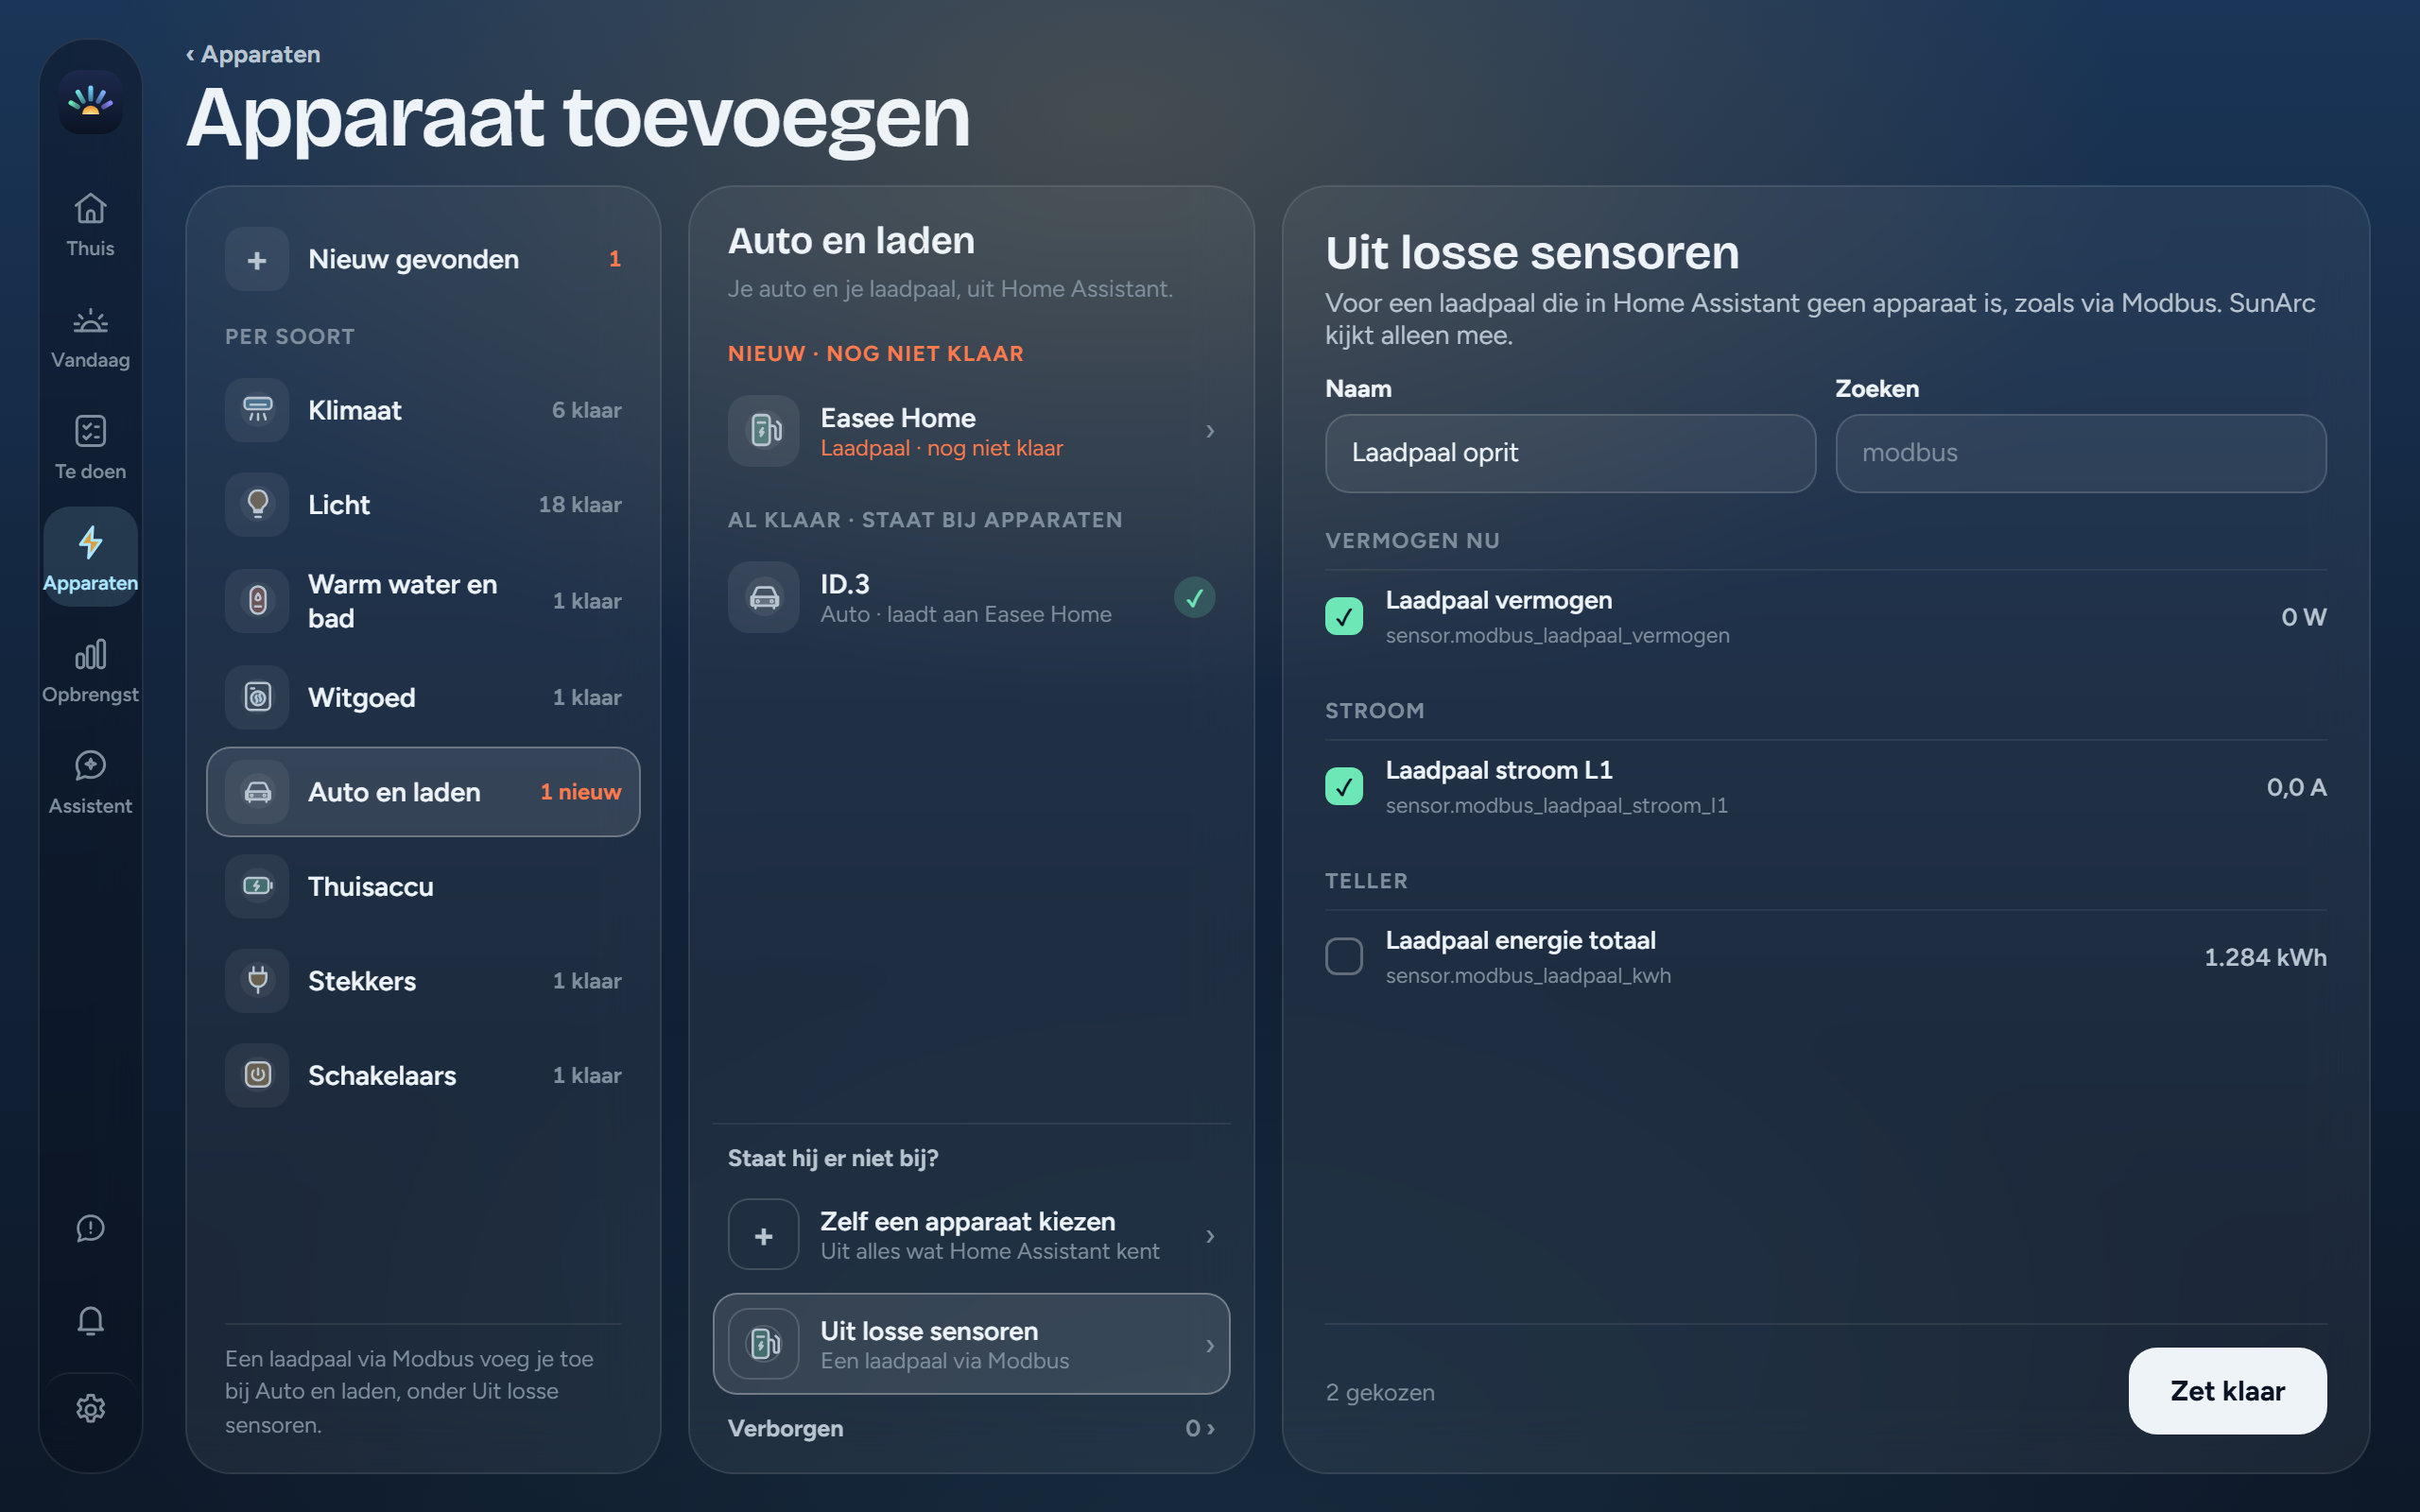 ‹ Apparaten
Apparaat toevoegen
Thuis
Vandaag
Te doen
Apparaten
Opbrengst
Assistent
+ Nieuw gevonden 1
PER SOORT
Klimaat 6 klaar
Licht 18 klaar
Warm water en
bad 1 klaar
Witgoed 1 klaar
Auto en laden 1 nieuw
Thuisaccu
Stekkers 1 klaar
Schakelaars 1 klaar
Een laadpaal via Modbus voeg je toe
bij Auto en laden, onder Uit losse
sensoren.
Auto en laden
Je auto en je laadpaal, uit Home Assistant.
NIEUW · NOG NIET KLAAR
Easee Home ›
Laadpaal · nog niet klaar
AL KLAAR · STAAT BIJ APPARATEN
ID.3 ✓
Auto · laadt aan Easee Home
Staat hij er niet bij?
+ Zelf een apparaat kiezen ›
Uit alles wat Home Assistant kent
Uit losse sensoren ›
Een laadpaal via Modbus
Verborgen 0 ›
Uit losse sensoren
Voor een laadpaal die in Home Assistant geen apparaat is, zoals via Modbus. SunArc
kijkt alleen mee.
Naam Zoeken
Laadpaal oprit modbus
VERMOGEN NU
✓ Laadpaal vermogen 0 W
sensor.modbus_laadpaal_vermogen
STROOM
✓ Laadpaal stroom L1 0,0 A
sensor.modbus_laadpaal_stroom_l1
TELLER
Laadpaal energie totaal 1.284 kWh
sensor.modbus_laadpaal_kwh
2 gekozen Zet klaar